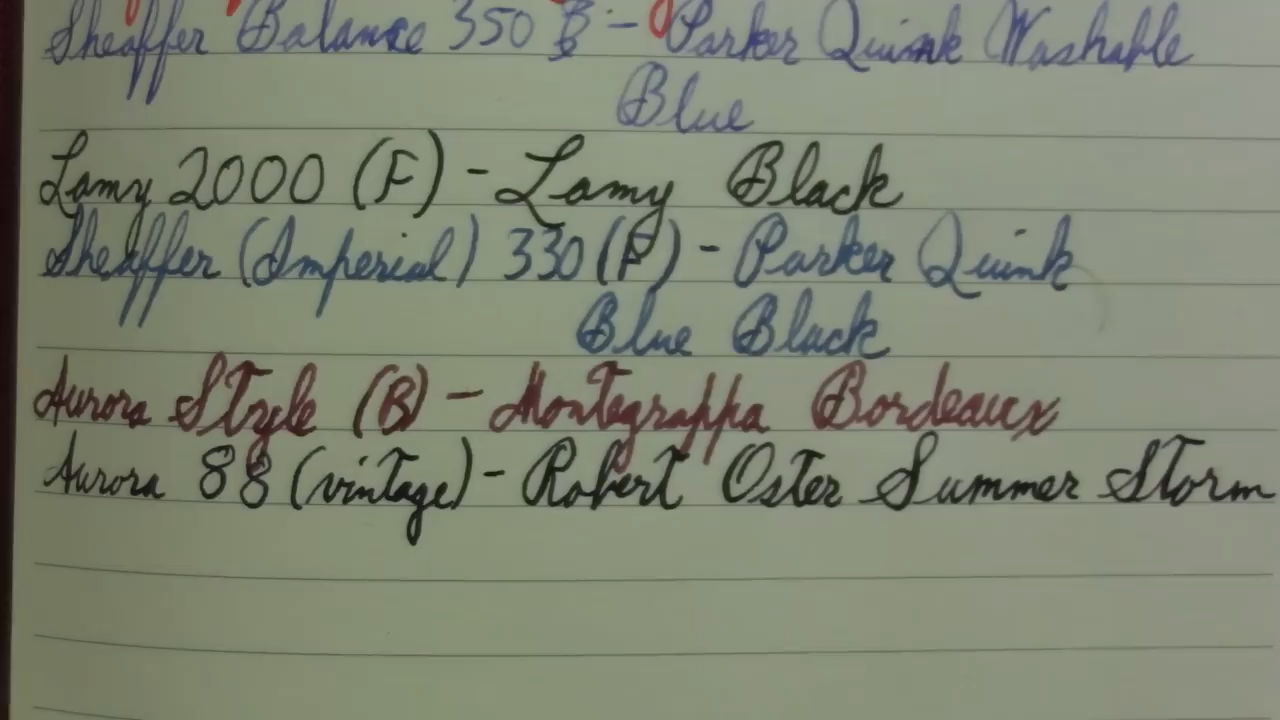 Sheaffer Balance 350 B - Parker Quink Washable
Blue
Lamy 2000 (F) - Lamy Black
Sheaffer (Imperial) 330 (F) - Parker Quink
Blue Black
Aurora Style (B) - Montegrappa Bordeaux
Aurora 88 (vintage) - Robert Oster Summer Storm